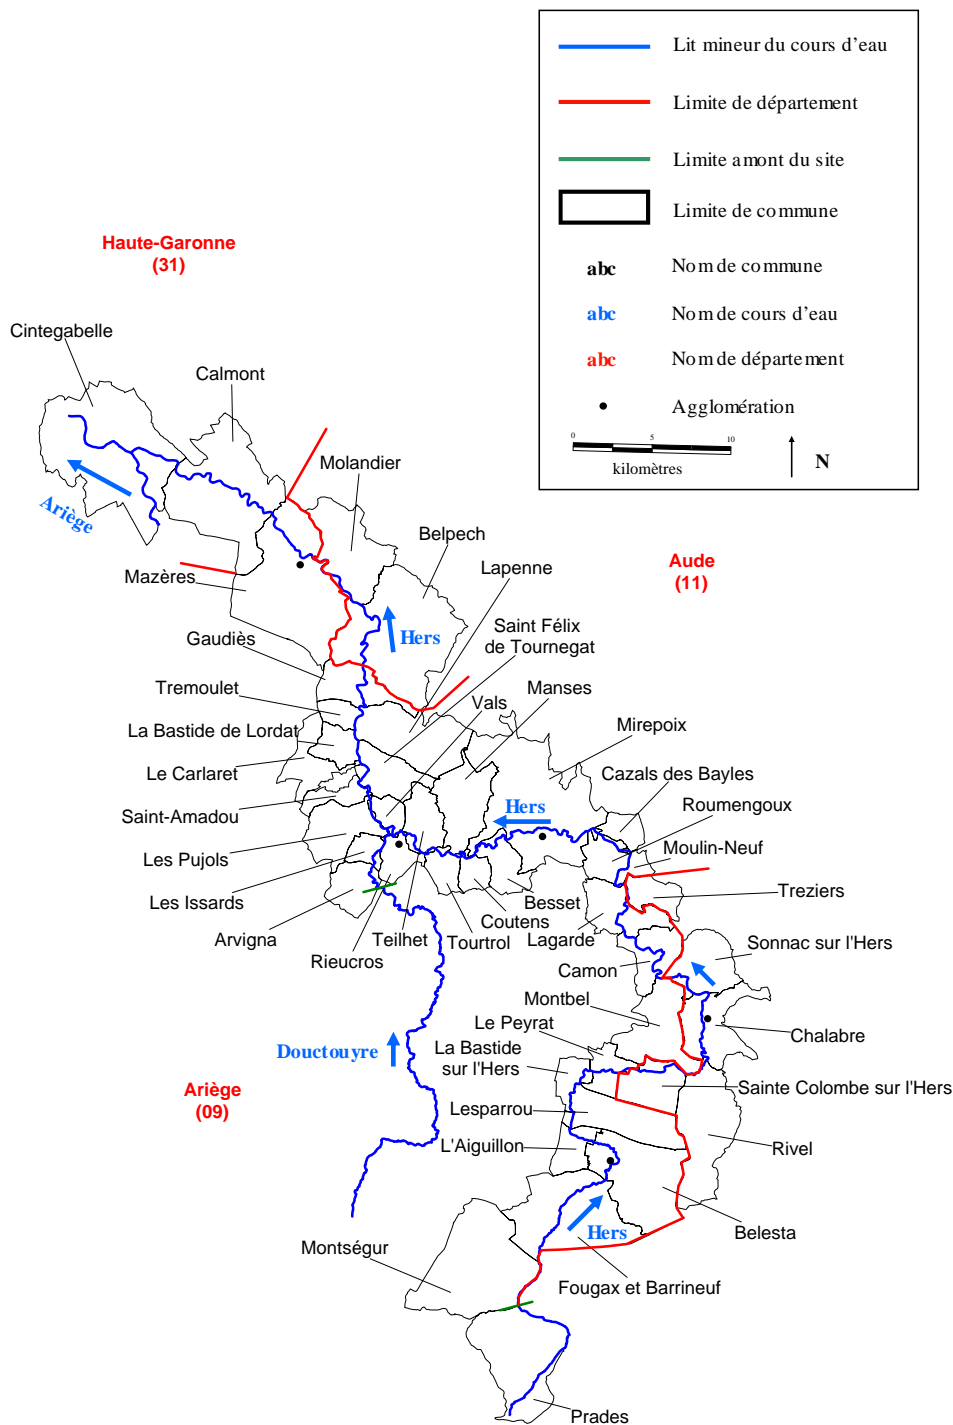 Lit mineur du cours d'eau
Limite de département
Limite amont du site
Limite de commune
abc Nom de commune
abc Nom de cours d'eau
abc Nom de département
Agglomération
0 5 10
kilomètres
N
Haute-Garonne
(31)
Cintegabelle
Calmont
Molandier
Ariège
Belpech
Aude
(11)
Lapenne
Mazères
Hers
Saint Félix
de Tournegat
Gaudiès
Manses
Tremoulet
Vals
Mirepoix
La Bastide de Lordat
Le Carlaret
Cazals des Bayles
Roumengoux
Saint-Amadou
Hers
Moulin-Neuf
Les Pujols
Treziers
Les Issards
Besset
Coutens
Arvigna
Teilhet
Tourtrol
Lagarde
Sonnac sur l'Hers
Rieucros
Camon
Montbel
Le Peyrat
Chalabre
Douctouyre
La Bastide
sur l'Hers
Ariège
(09)
Sainte Colombe sur l'Hers
Lesparrou
L'Aiguillon
Rivel
Hers
Belesta
Montségur
Fougax et Barrineuf
Prades